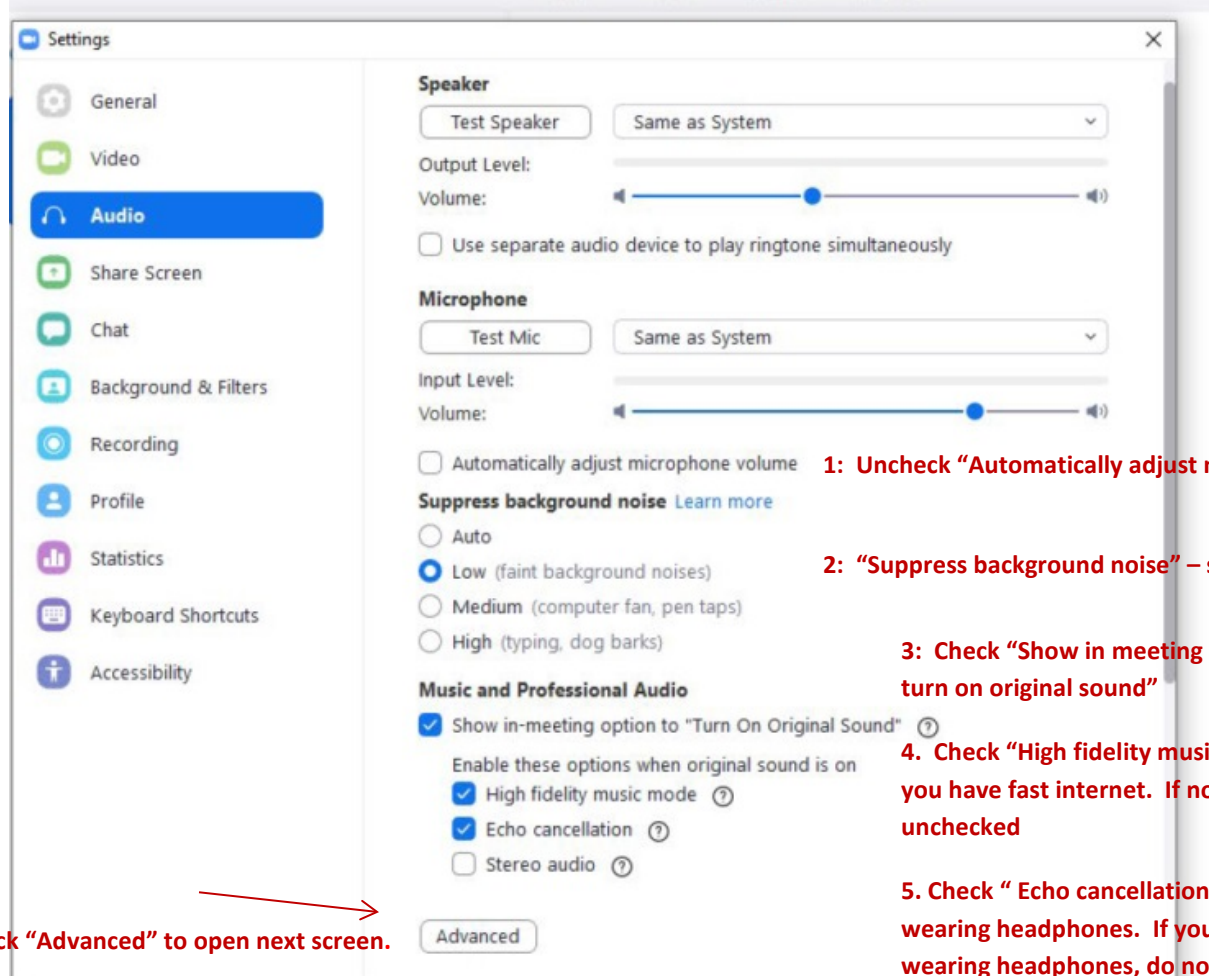 Settings
General
Video
Audio
Share Screen
Chat
Background & Filters
Recording
Profile
Statistics
Keyboard Shortcuts
Accessibility
Speaker
Test Speaker
Same as System
Output Level:
Volume:
Use separate audio device to play ringtone simultaneously
Microphone
Test Mic
Same as System
Input Level:
Volume:
Automatically adjust microphone volume
1: Uncheck “Automatically adjust
Suppress background noise Learn more
Auto
Low (faint background noises)
2: “Suppress background noise” –
Medium (computer fan, pen taps)
High (typing, dog barks)
3: Check “Show in meeting
turn on original sound”
Music and Professional Audio
Show in-meeting option to "Turn On Original Sound"
Enable these options when original sound is on
High fidelity music mode
Echo cancellation
Stereo audio
4. Check “High fidelity
you have fast internet. If
unchecked
5. Check “ Echo cancellation
wearing headphones. If
wearing headphones, do
“Advanced” to open next screen.
Advanced